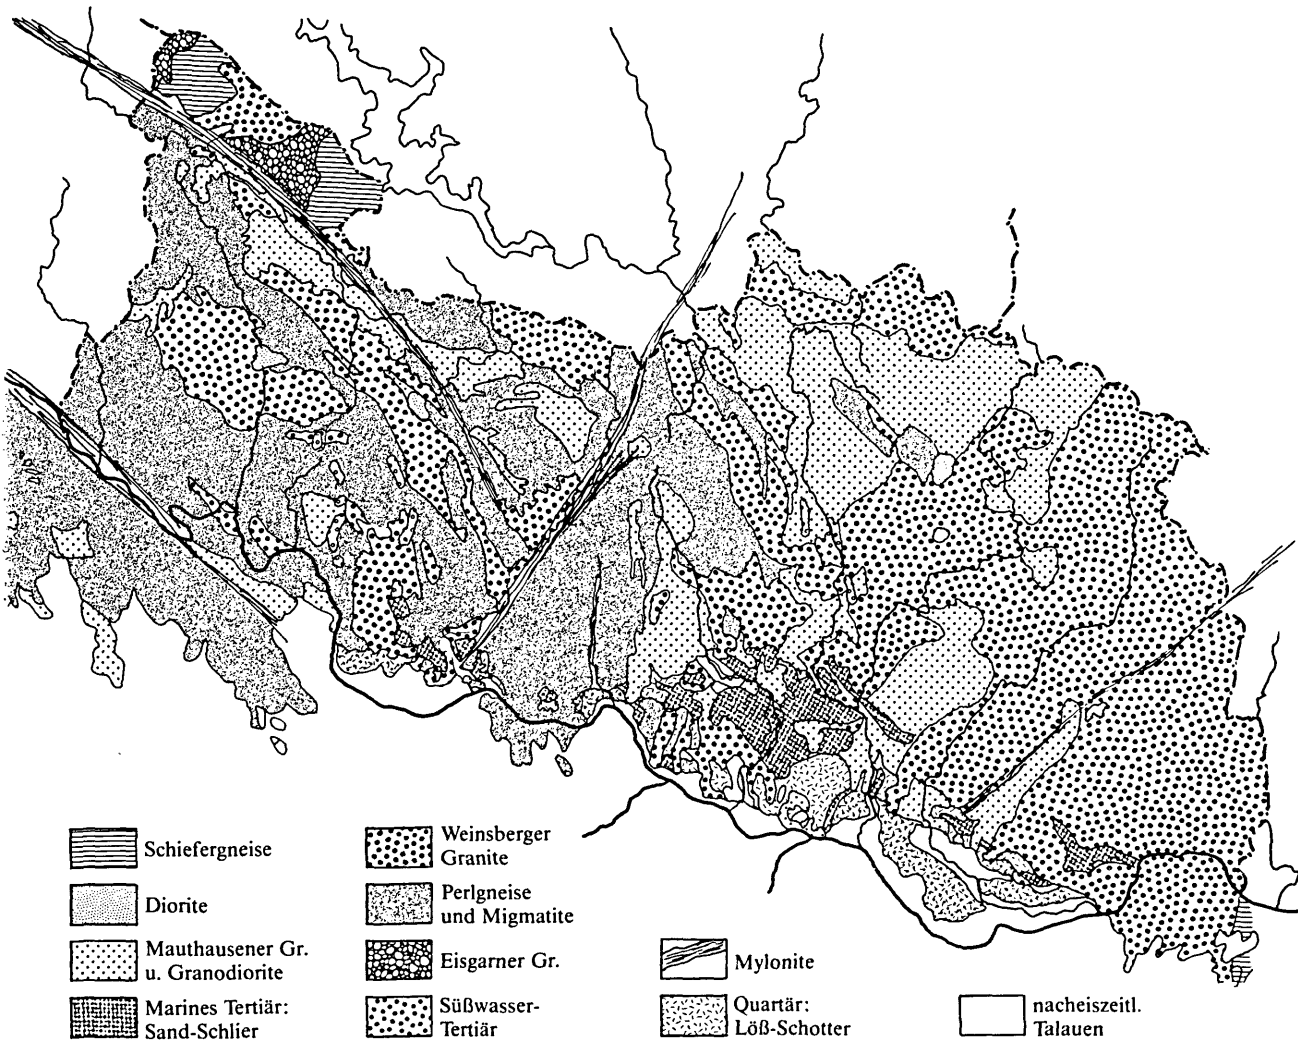 Schiefergneise
Diorite
Mauthausener Gr.
u. Granodiorite
Marines Tertiär:
Sand-Schlier
Weinsberger
Granite
Perlgneise
und Migmatite
Eisgarner Gr.
Süßwasser-
Tertiär
Mylonite
Quartär:
Löß-Schotter
nacheiszeitl.
Talauen